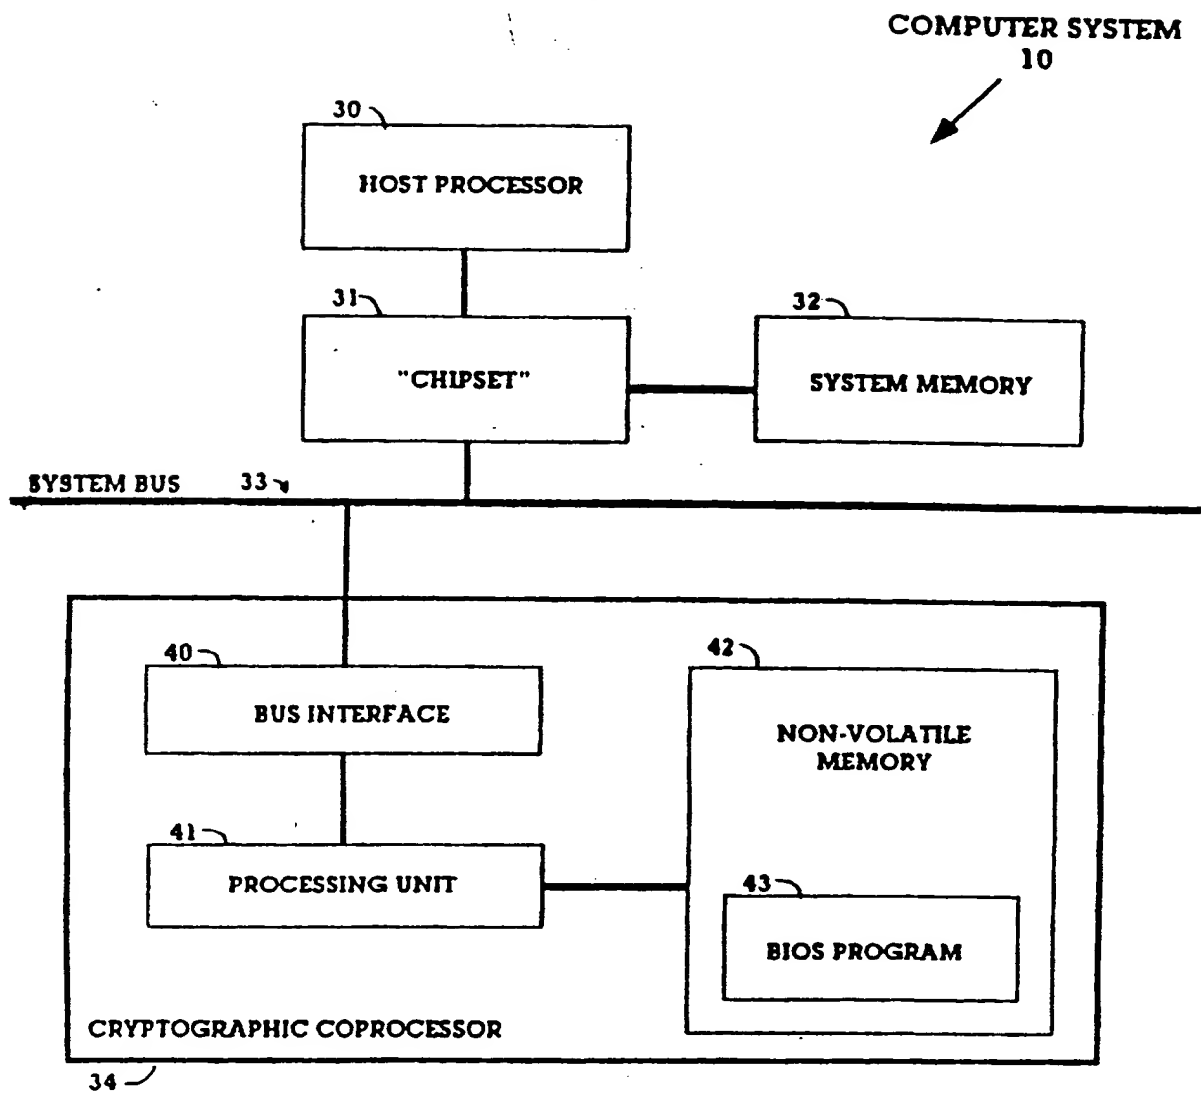 COMPUTER SYSTEM
10
30
HOST PROCESSOR
31
"CHIPSET"
32
SYSTEM MEMORY
SYSTEM BUS 33
40
BUS INTERFACE
42
NON-VOLATILE
MEMORY
41
PROCESSING UNIT
43
BIOS PROGRAM
CRYPTOGRAPHIC COPROCESSOR
34